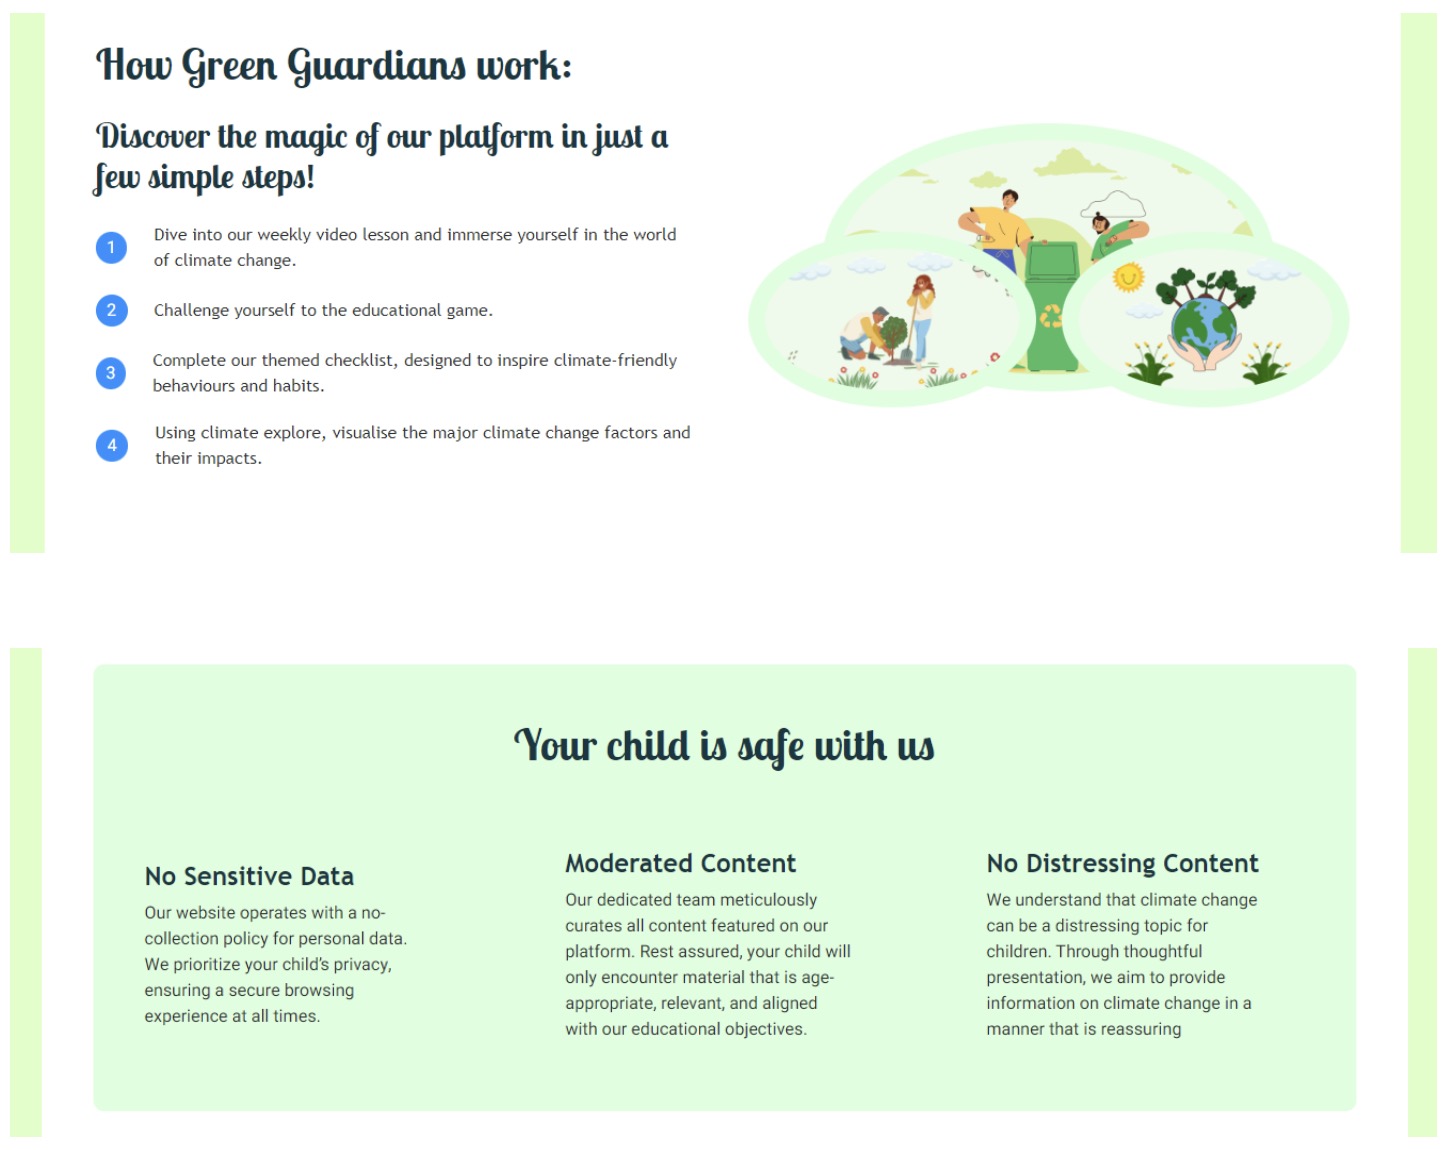 How Green Guardians work:
Discover the magic of our platform in just a
few simple steps!
1 Dive into our weekly video lesson and immerse yourself in the world
of climate change.
2 Challenge yourself to the educational game.
3 Complete our themed checklist, designed to inspire climate-friendly
behaviours and habits.
4 Using climate explore, visualise the major climate change factors and
their impacts.
Your child is safe with us
No Sensitive Data
Our website operates with a no-
collection policy for personal data.
We prioritize your child's privacy,
ensuring a secure browsing
experience at all times.
Moderated Content
Our dedicated team meticulously
curates all content featured on our
platform. Rest assured, your child will
only encounter material that is age-
appropriate, relevant, and aligned
with our educational objectives.
No Distressing Content
We understand that climate change
can be a distressing topic for
children. Through thoughtful
presentation, we aim to provide
information on climate change in a
manner that is reassuring